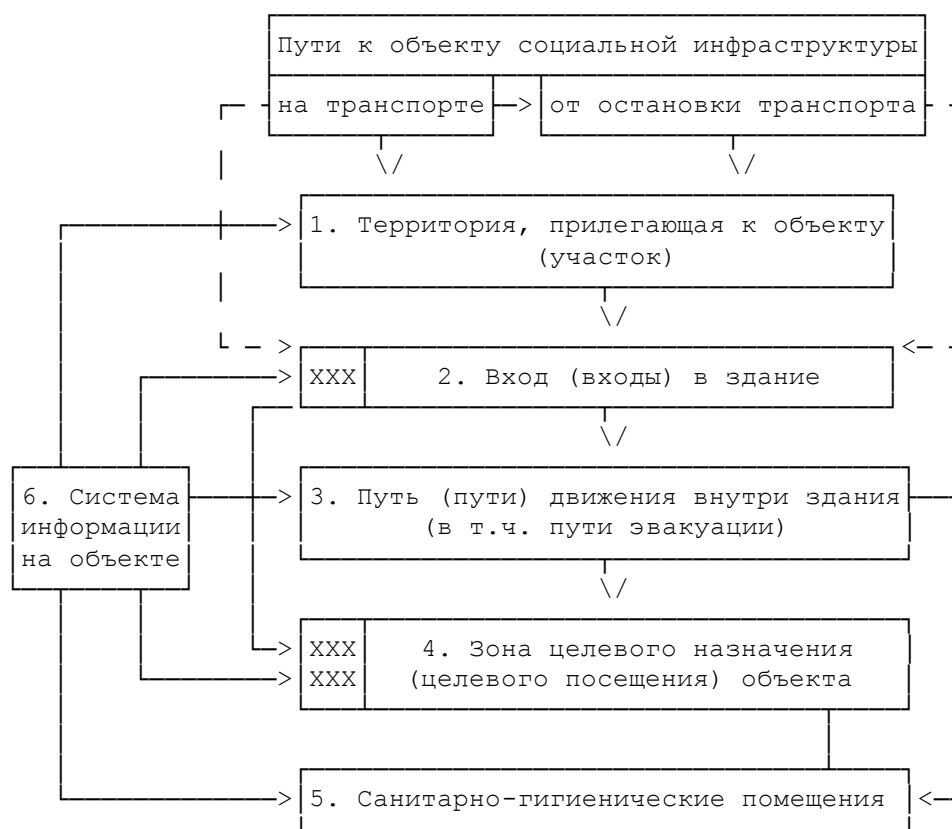 Пути к объекту социальной инфраструктуры
на транспорте
от остановки транспорта
1. Территория, прилегающая к объекту
(участок)
XXX
2. Вход (входы) в здание
6. Система
информации
на объекте
3. Путь (пути) движения внутри здания
(в т.ч. пути эвакуации)
XXX
XXX
4. Зона целевого назначения
(целевого посещения) объекта
5. Санитарно-гигиенические помещения